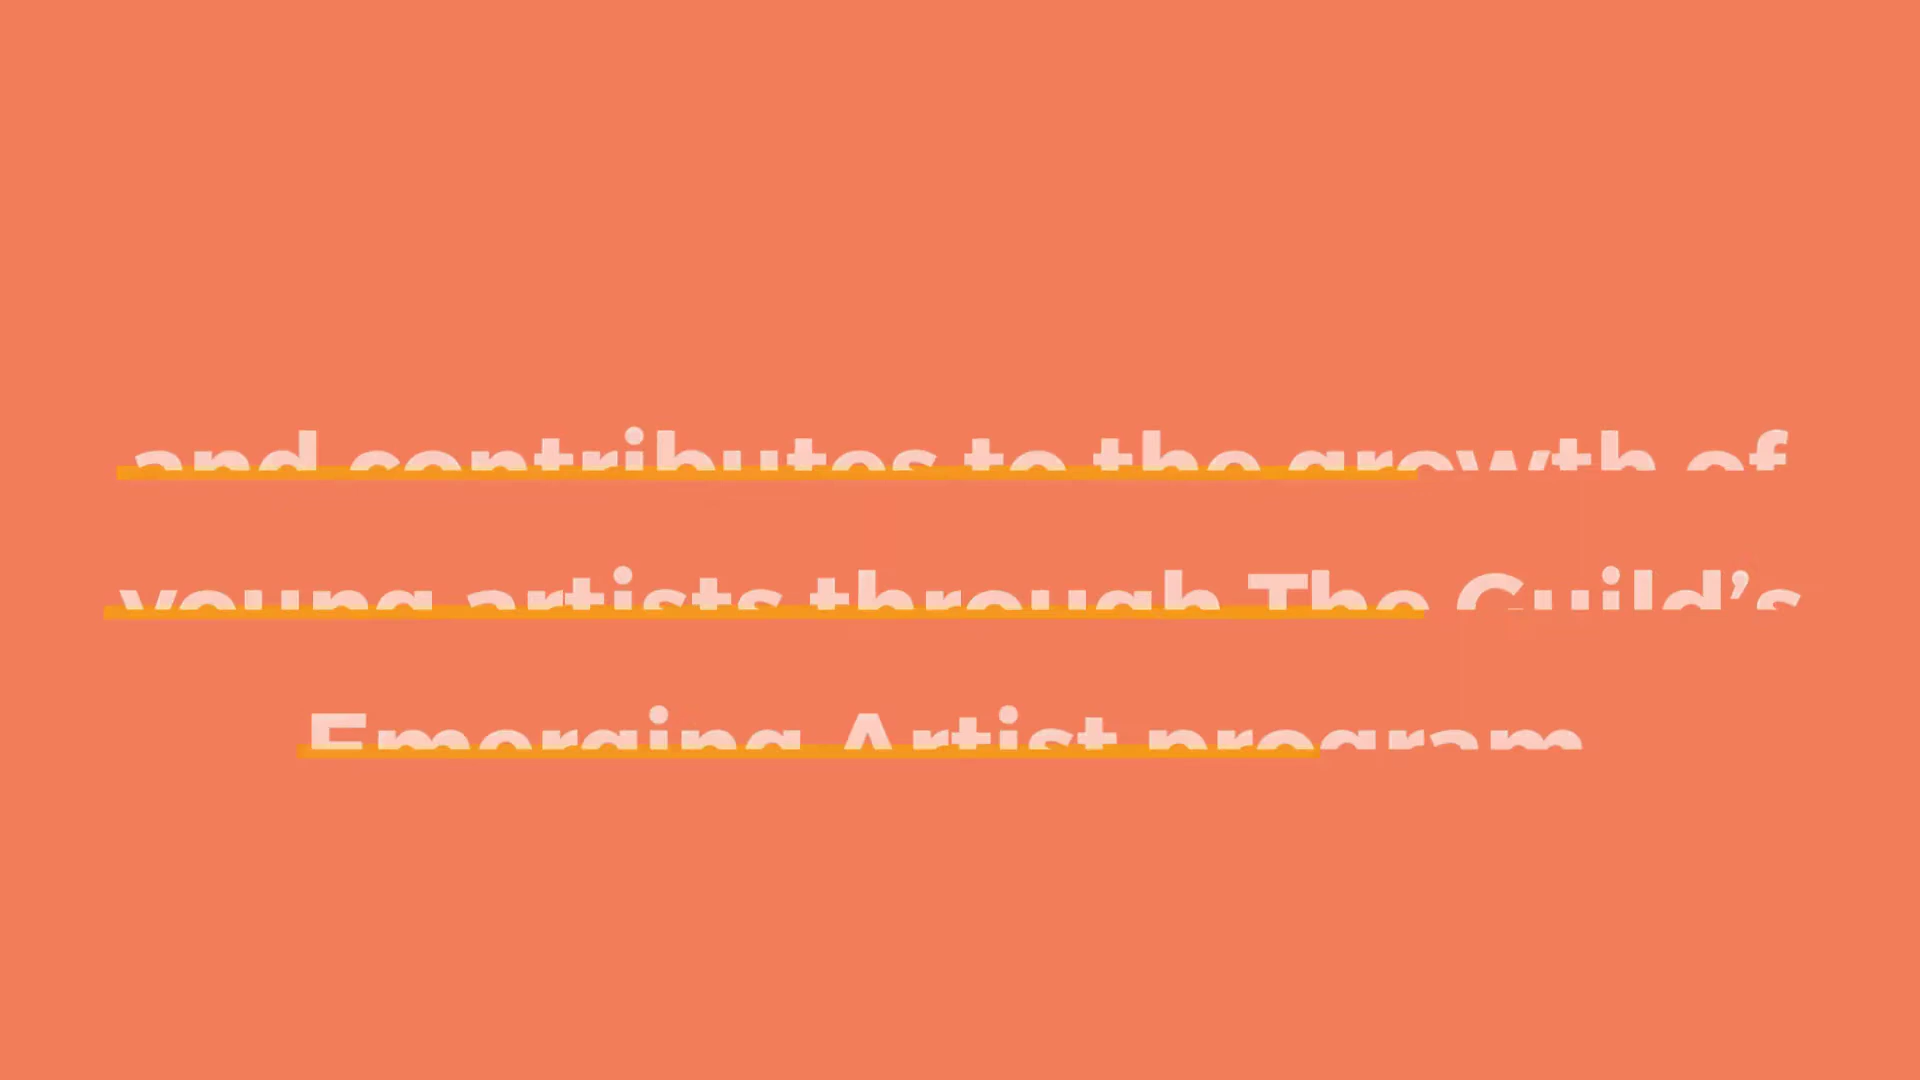 and contributes to the growth of
young artists through The Guild’s
Emerging Artist program